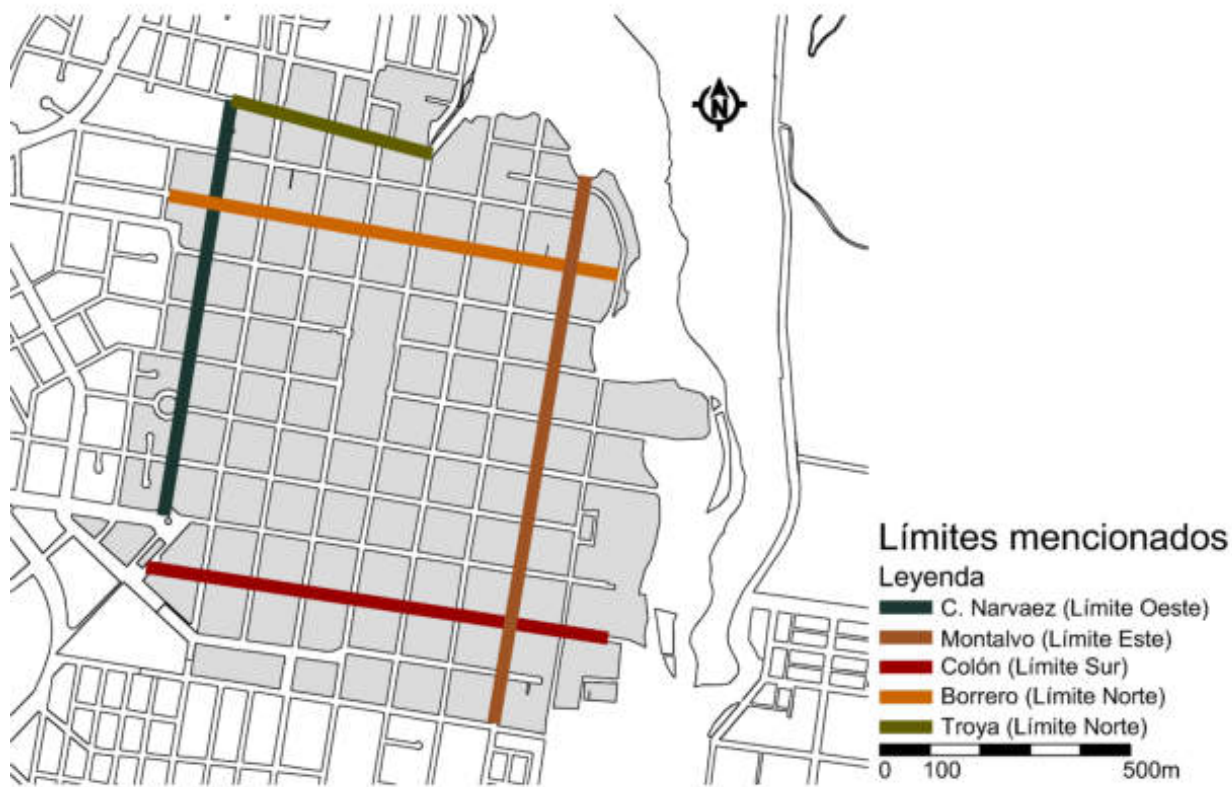 N
Límites mencionados
Leyenda
C. Narvaez (Límite Oeste)
Montalvo (Límite Este)
Colón (Límite Sur)
Borrero (Límite Norte)
Troya (Límite Norte)
0 100 500m